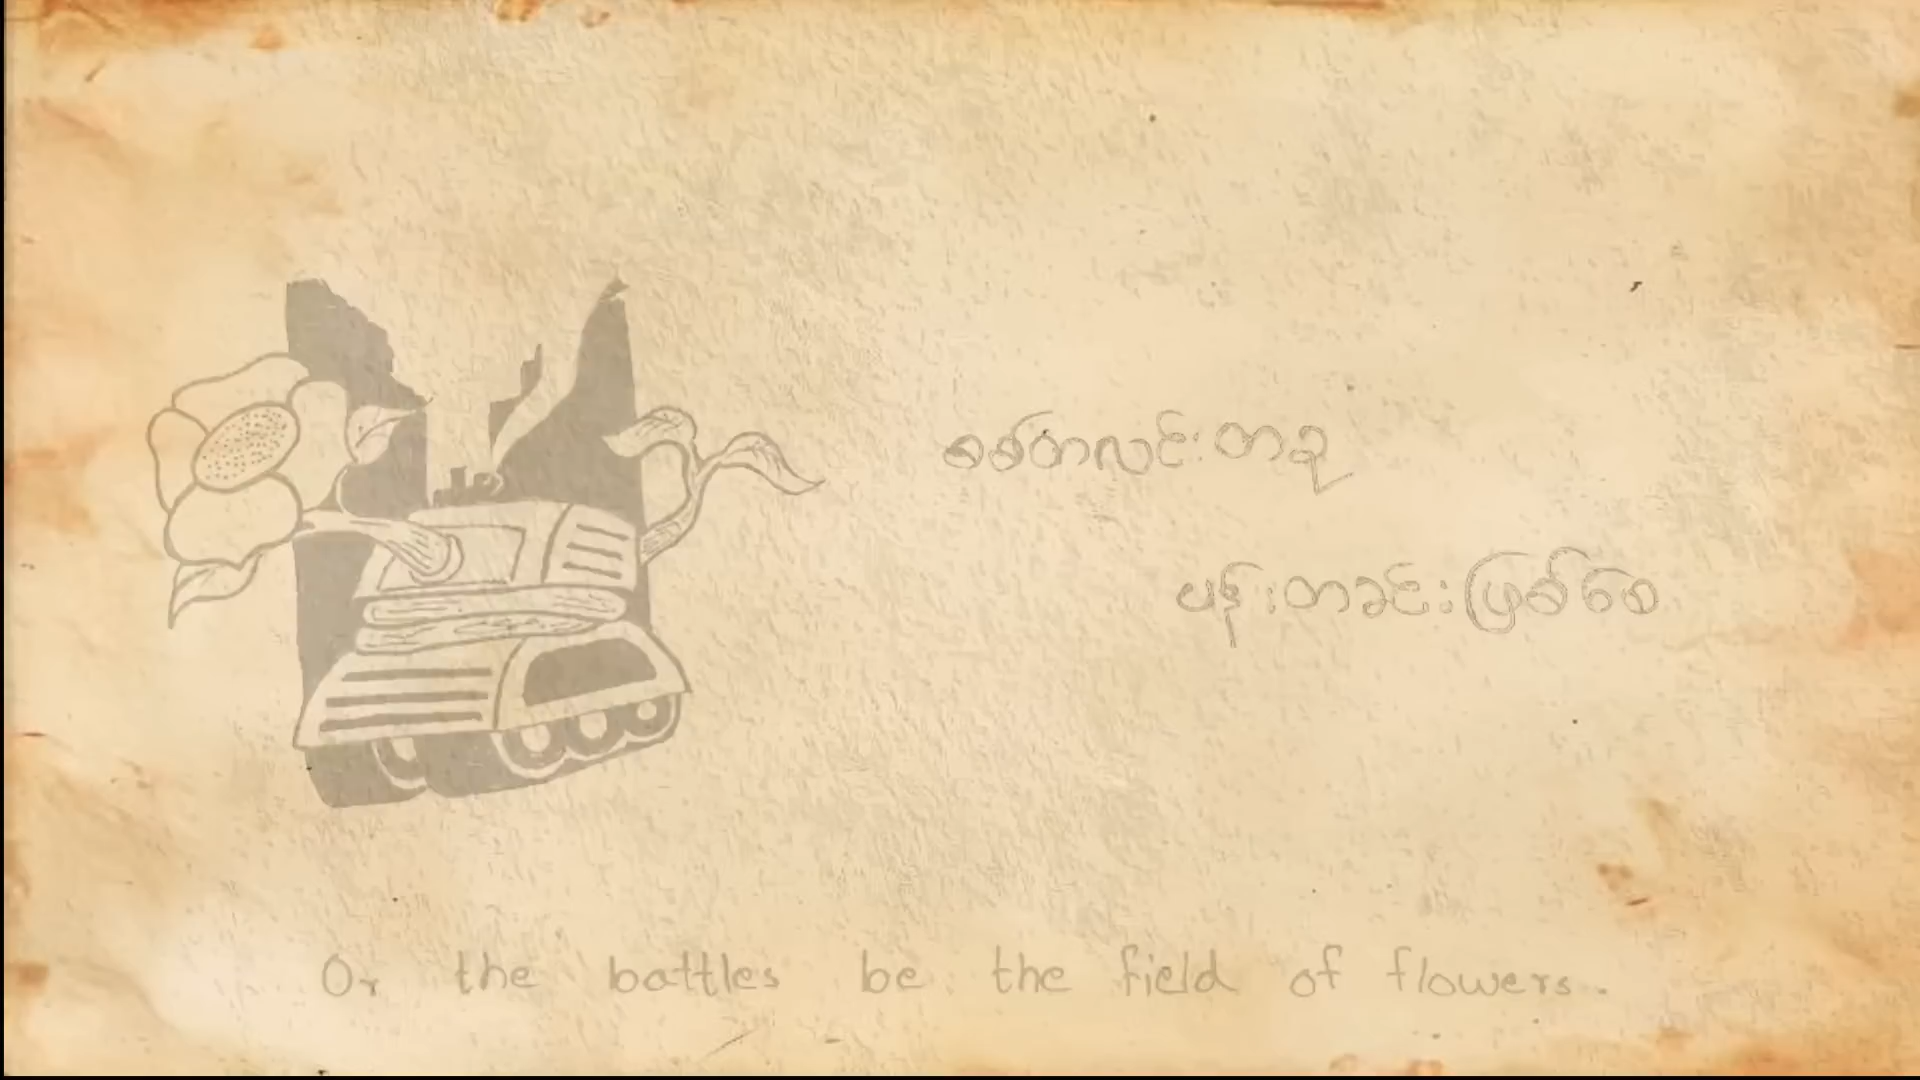 စစ်တလင်းတခု
ပန်းတခင်းဖြစ်စေ
Or the battles be the field of flowers.